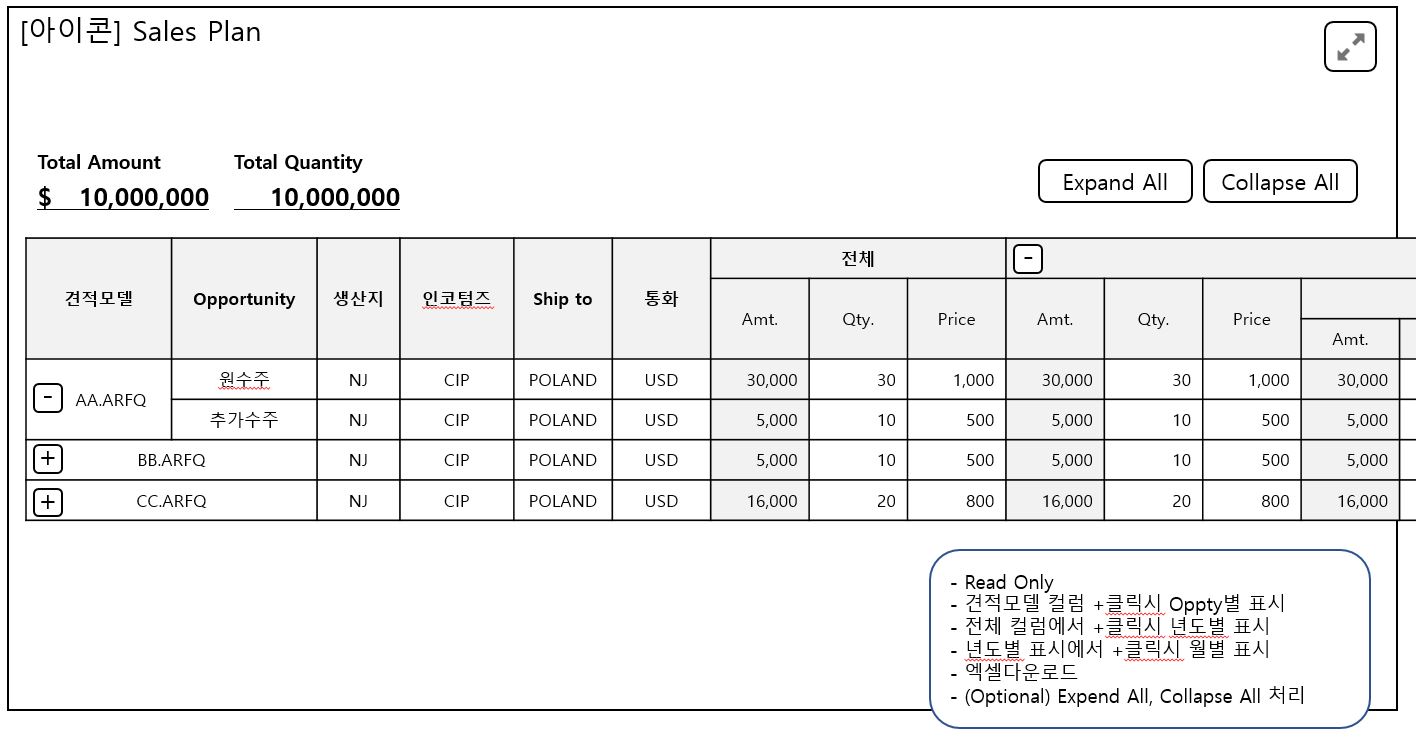 [아이콘] Sales Plan
Total Amount Total Quantity
$ 10,000,000 10,000,000
Expand All Collapse All
전체 -
견적모델 Opportunity 생산지 인코텀즈 Ship to 통화
Amt. Qty. Price Amt. Qty. Price
Amt.
원수주 NJ CIP POLAND USD 30,000 30 1,000 30,000 30 1,000 30,000
- AA.ARFQ
추가수주 NJ CIP POLAND USD 5,000 10 500 5,000 10 500 5,000
+ BB.ARFQ NJ CIP POLAND USD 5,000 10 500 5,000 10 500 5,000
+ CC.ARFQ NJ CIP POLAND USD 16,000 20 800 16,000 20 800 16,000
- Read Only
- 견적모델 컬럼 +클릭시 Oppty별 표시
- 전체 컬럼에서 +클릭시 년도별 표시
- 년도별 표시에서 +클릭시 월별 표시
- 엑셀다운로드
- (Optional) Expend All, Collapse All 처리